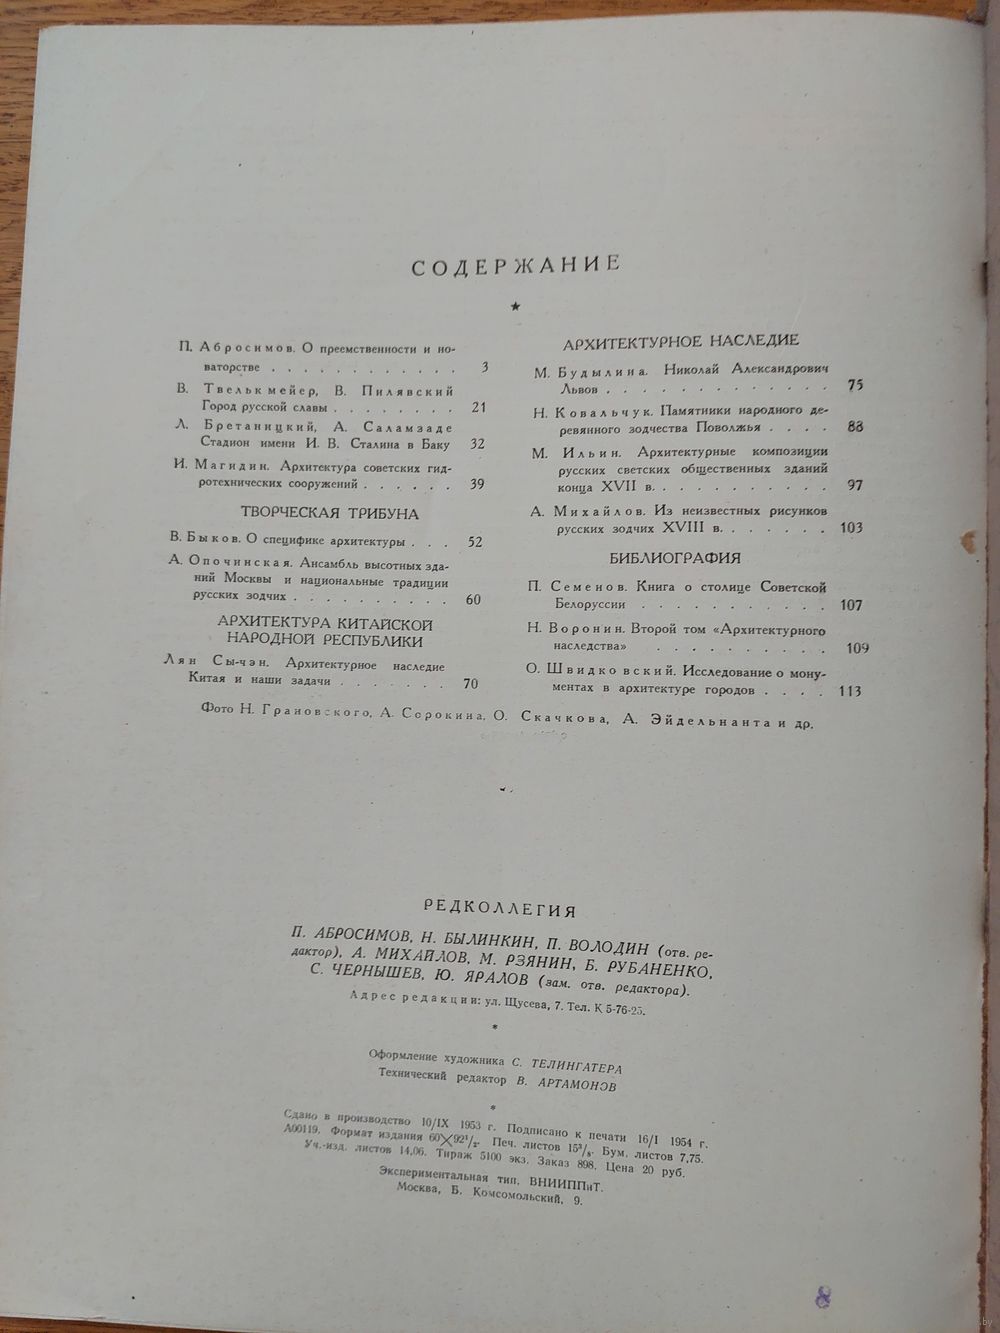 СОДЕРЖАНИЕ
★
П. Абросимов. О преемственности и но-
ваторстве . . . . . . . . . . . . 3
В. Твелькмейер, В. Пилявский
Город русской славы . . . . . . . . 21
Л. Бретаницкий, А. Саламзаде
Стадион имени И. В. Сталина в Баку 32
И. Магидин. Архитектура советских гид-
ротехнических сооружений . . . . . . 39
ТВОРЧЕСКАЯ ТРИБУНА
В. Быков. О специфике архитектуры . . . 52
А. Опочинская. Ансамбль высотных зда-
ний Москвы и национальные традиции
русских зодчих . . . . . . . . . . 60
АРХИТЕКТУРА КИТАЙСКОЙ
НАРОДНОЙ РЕСПУБЛИКИ
Лян Сы-чэн. Архитектурное наследие
Китая и наши задачи . . . . . . . 70
АРХИТЕКТУРНОЕ НАСЛЕДИЕ
М. Будылина. Николай Александрович
Львов . . . . . . . . . . . . . 75
Н. Ковальчук. Памятники народного де-
ревянного зодчества Поволжья . . . . 88
М. Ильин. Архитектурные композиции
русских светских общественных зданий
конца XVII в. . . . . . . . . . . 97
А. Михайлов. Из неизвестных рисунков
русских зодчих XVIII в. . . . . . . 103
БИБЛИОГРАФИЯ
П. Семенов. Книга о столице Советской
Белоруссии . . . . . . . . . . . 107
Н. Воронин. Второй том «Архитектурного
наследства» . . . . . . . . . . 109
О. Швидковский. Исследование о мону-
ментах в архитектуре городов . . . . 113
Фото Н. Грановского, А. Сорокина, О. Скачкова, А. Эйдельнанта и др.
РЕДКОЛЛЕГИЯ
П. АБРОСИМОВ, Н. БЫЛИНКИН, П. ВОЛОДИН (отв. ре-
дактор), А. МИХАЙЛОВ, М. РЗЯНИН, Б. РУБАНЕНКО,
С. ЧЕРНЫШЕВ, Ю. ЯРАЛОВ (зам. отв. редактора).
Адрес редакции: ул. Щусева, 7. Тел. К 5-76-25.
*
Оформление художника С. ТЕЛИНГАТЕРА
Технический редактор В. АРТАМОНОВ
*
Сдано в производство 10/IX 1953 г. Подписано к печати 16/I 1954 г.
А00119. Формат издания 60×92¹/₂. Печ. листов 15³/₈. Бум. листов 7,75.
Уч.-изд. листов 14,06. Тираж 5100 экз. Заказ 898. Цена 20 руб.
Экспериментальная тип. ВНИИППиТ.
Москва, Б. Комсомольский, 9.
8